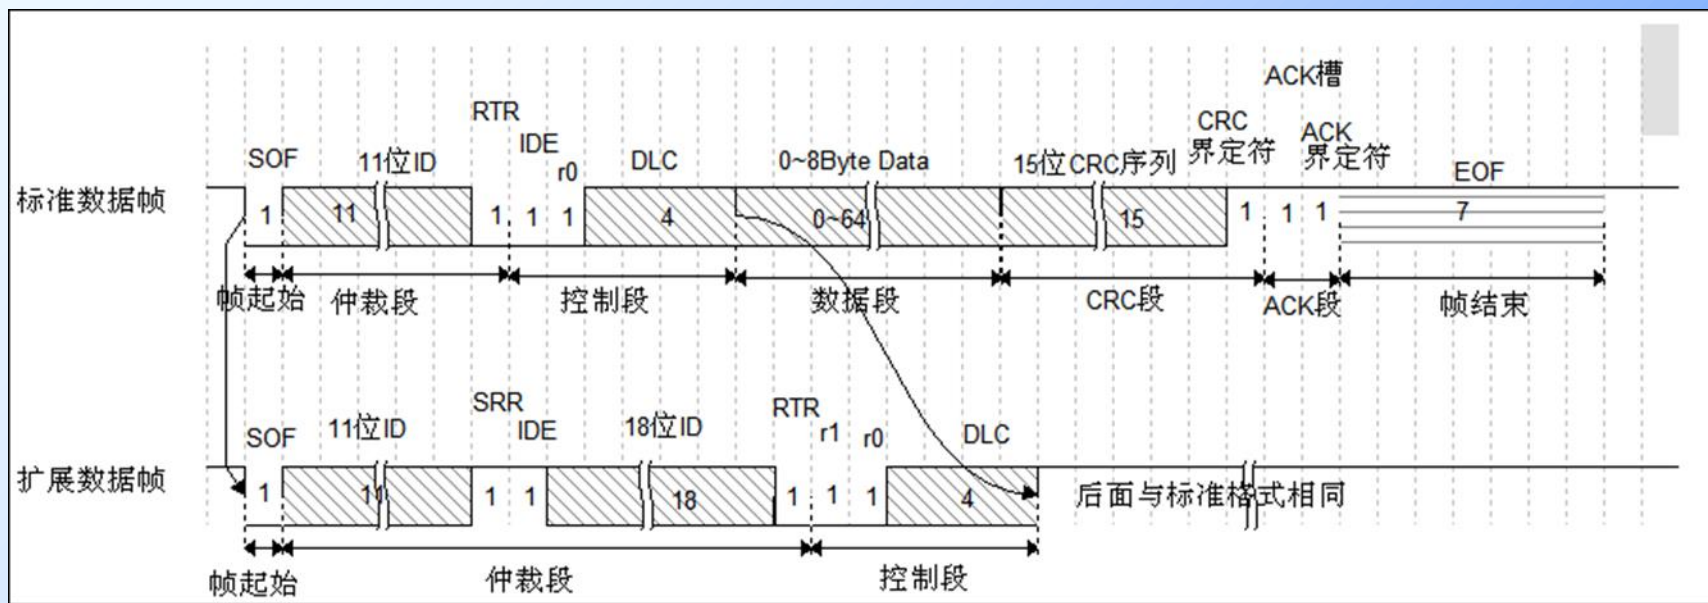 ACK槽
RTR
CRC
界定符
ACK
界定符
IDE
SOF
11位ID
r0
DLC
0~8Byte Data
15位CRC序列
EOF
标准数据帧
1
11
1
1
1
4
0~64
15
1
1
1
7
帧起始
仲裁段
控制段
数据段
CRC段
ACK段
帧结束
SRR
RTR
SOF
11位ID
IDE
18位ID
r1
r0
DLC
扩展数据帧
1
11
1
1
18
1
1
1
4
后面与标准格式相同
帧起始
仲裁段
控制段